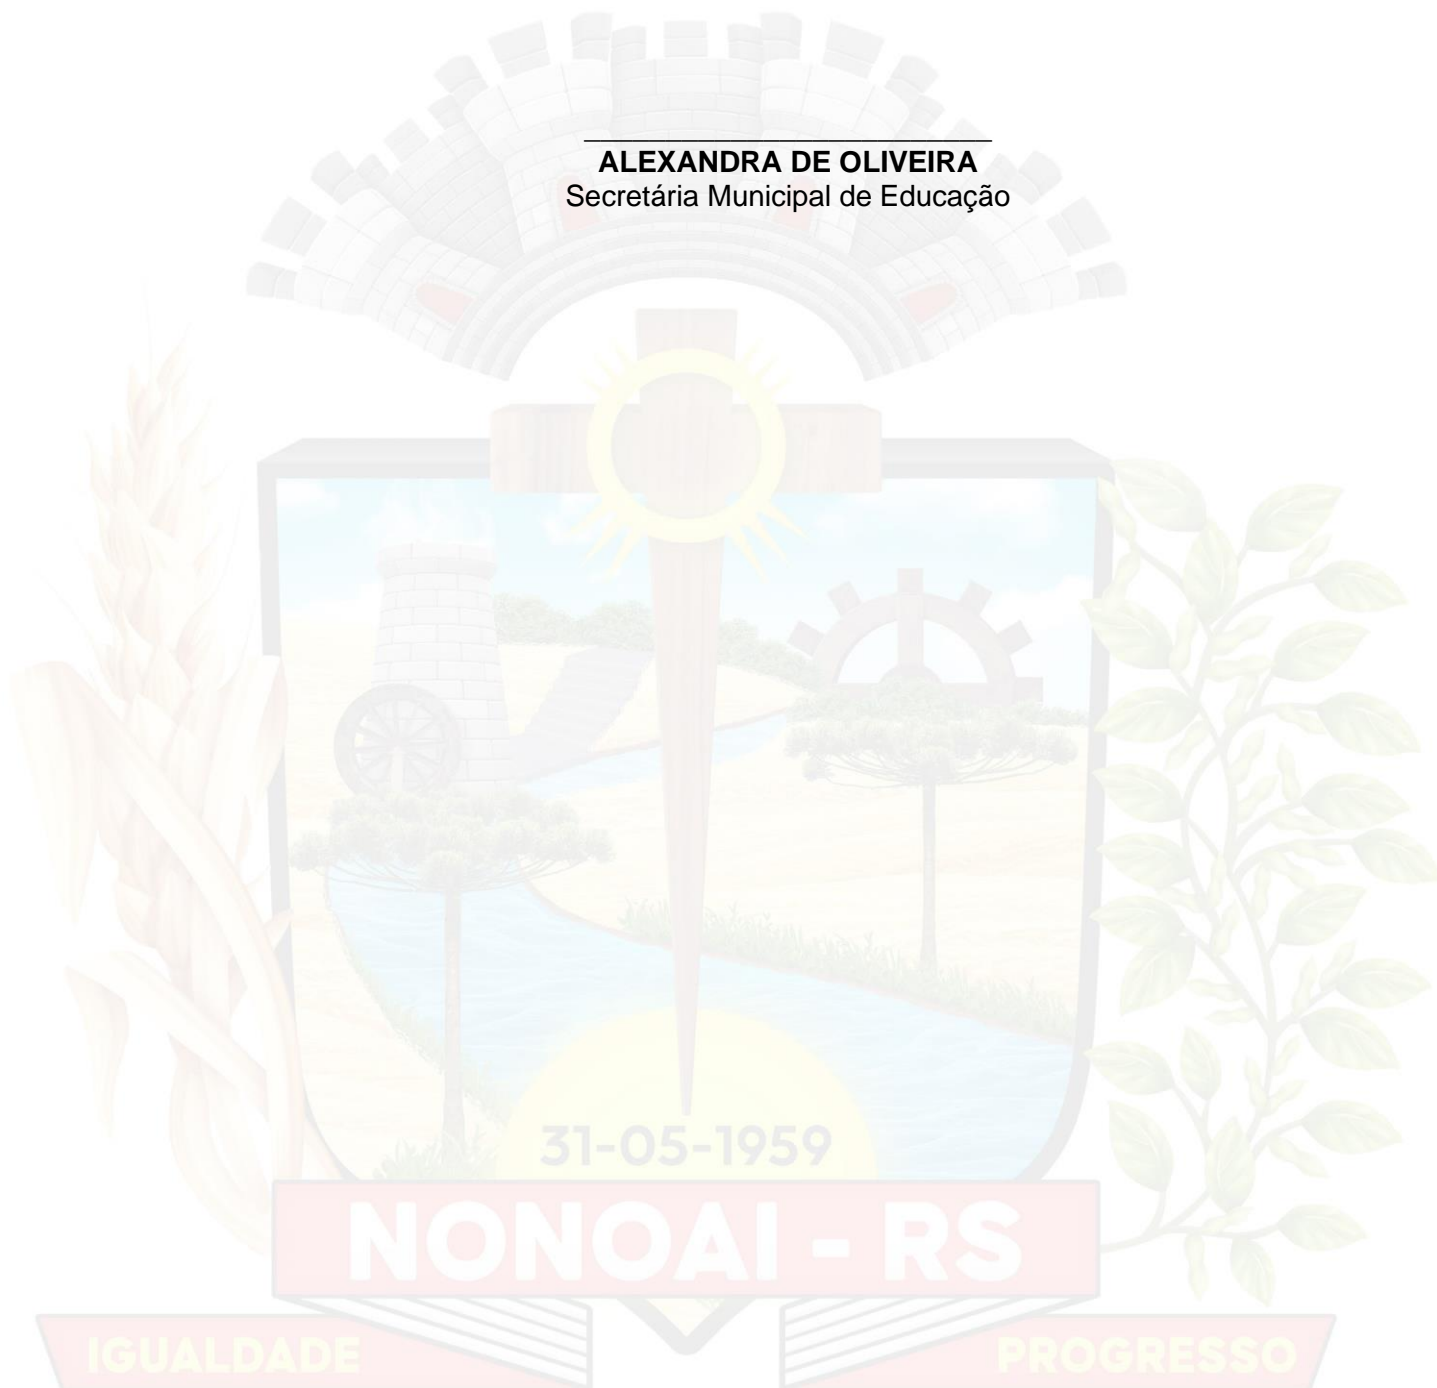 ALEXANDRA DE OLIVEIRA
Secretária Municipal de Educação
31-05-1959
NONOAI - RS
IGUALDADE
PROGRESSO